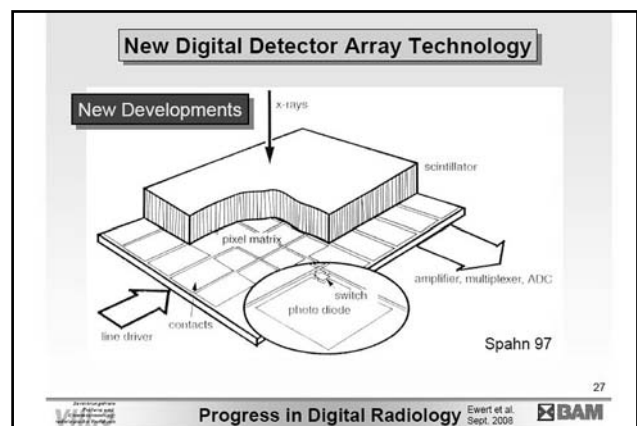 New Digital Detector Array Technology
New Developments
x-rays
scintillator
pixel matrix
amplifier, multiplexer, ADC
switch
photo diode
contacts
line driver
Spahn 97
27
Progress in Digital Radiology
Ewert et al.
Sept. 2008
BAM